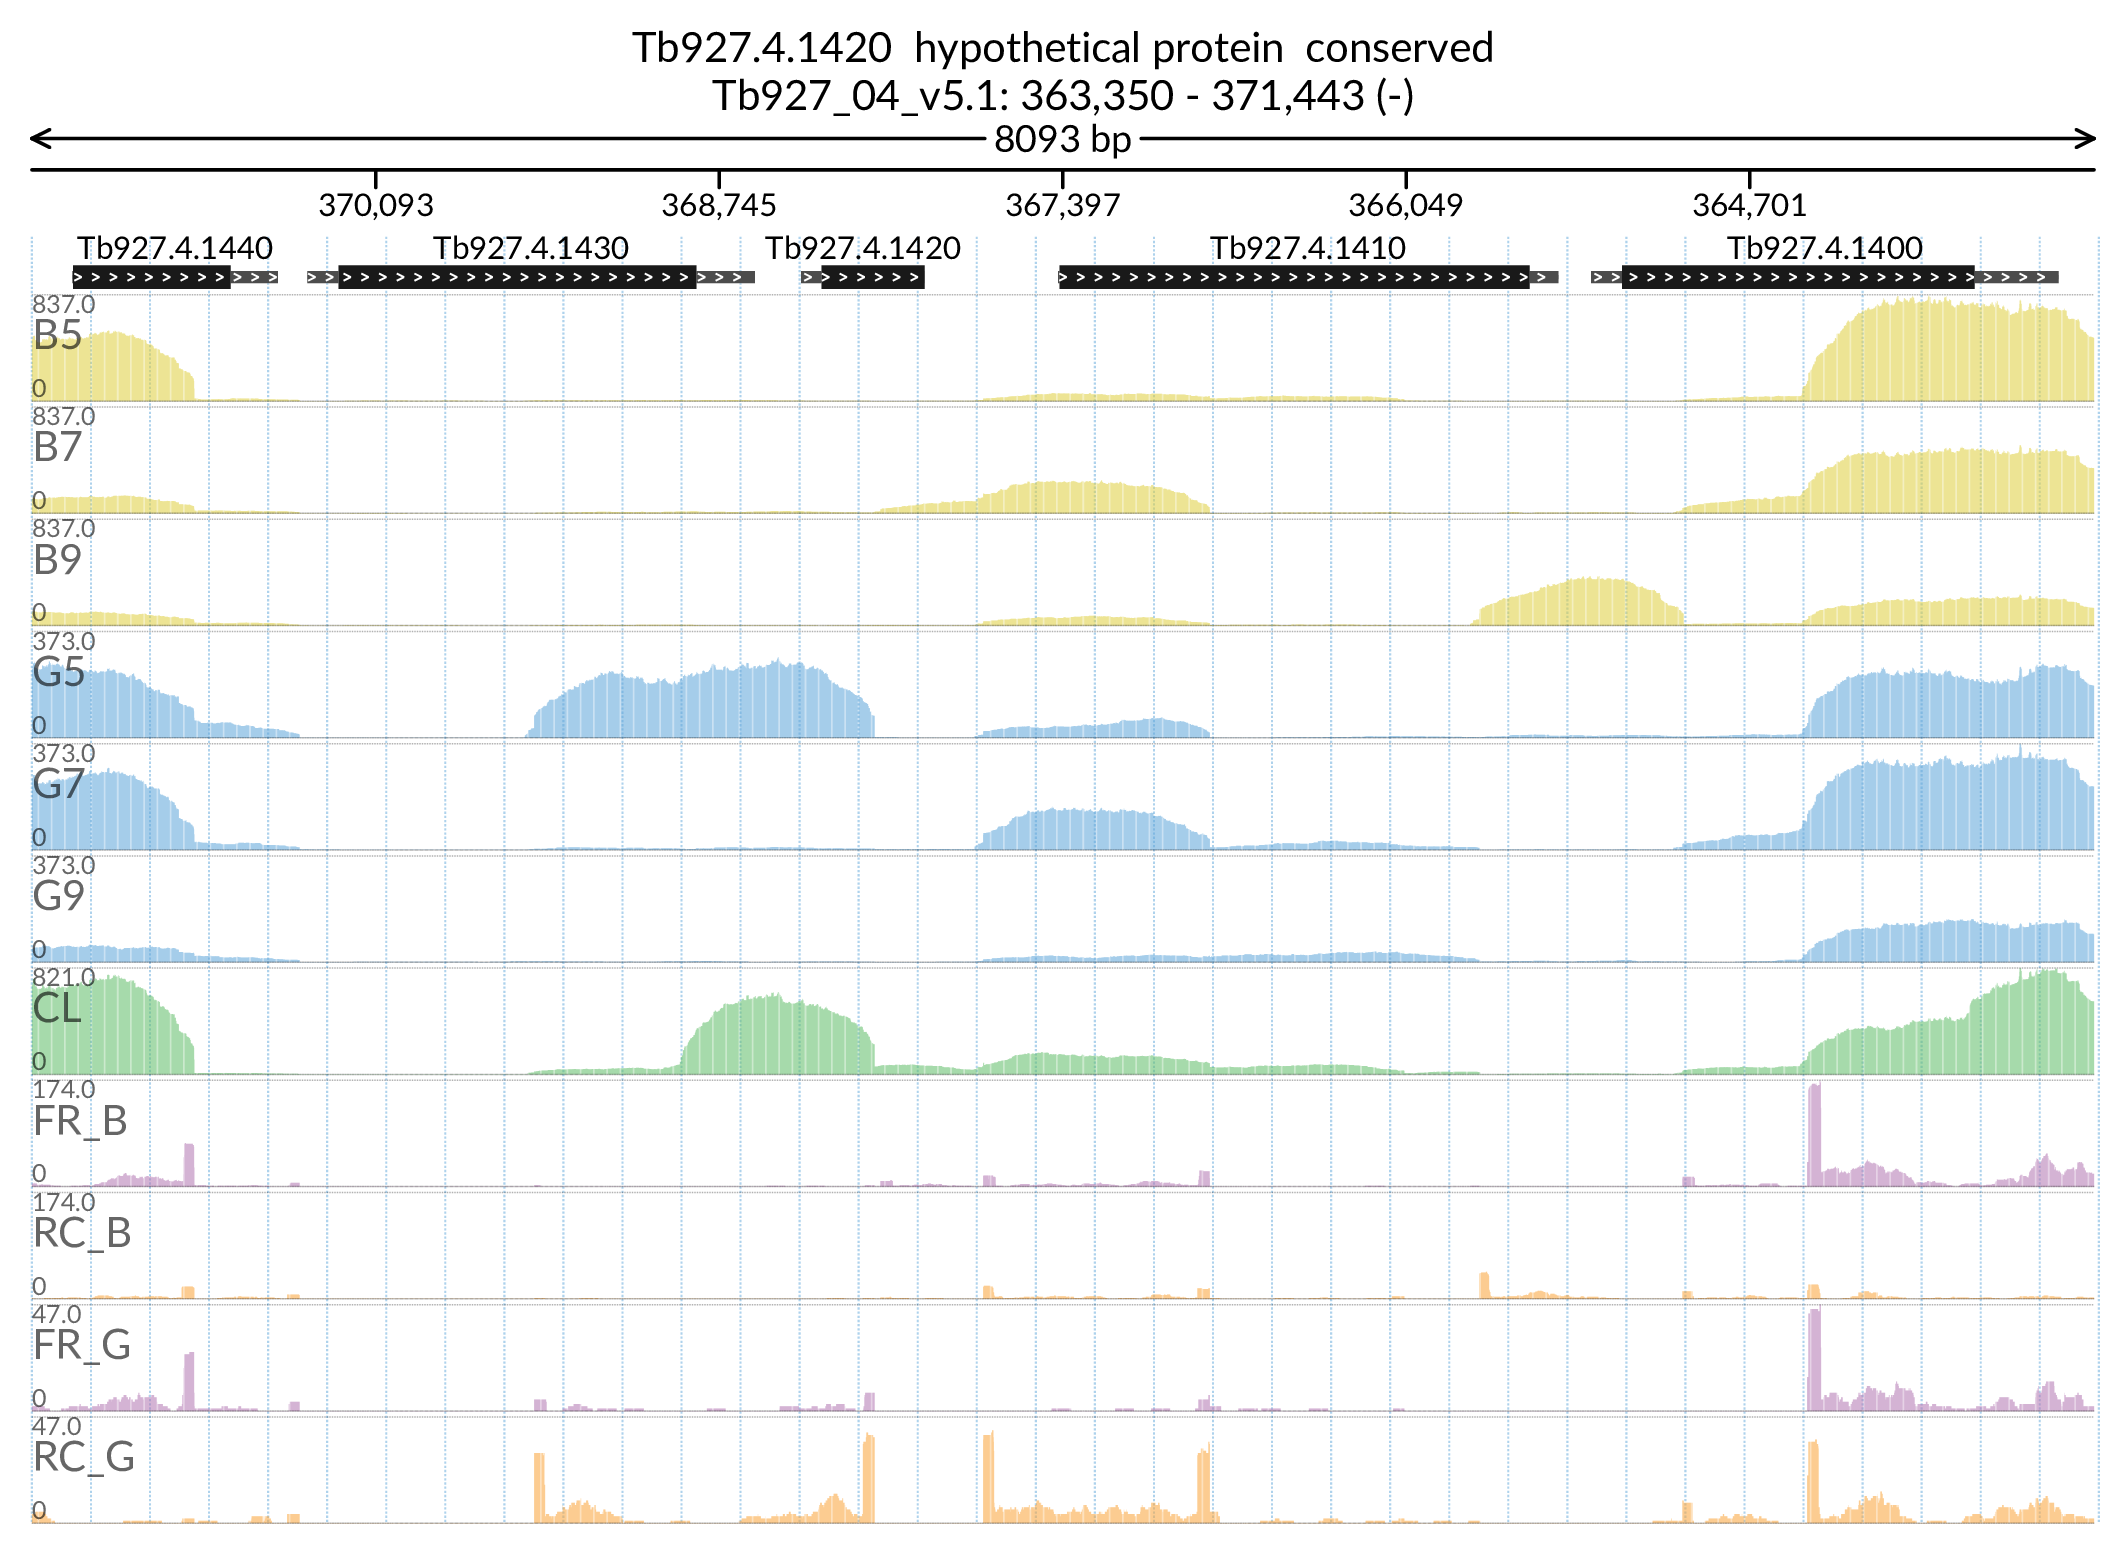 Tb927.4.1420  hypothetical protein  conserved
Tb927_04_v5.1: 363,350 - 371,443 (-)
8093 bp
370,093 368,745 367,397 366,049 364,701
Tb927.4.1440 Tb927.4.1430 Tb927.4.1420 Tb927.4.1410 Tb927.4.1400
837.0
B5
0
837.0
B7
0
837.0
B9
0
373.0
G5
0
373.0
G7
0
373.0
G9
0
821.0
CL
0
174.0
FR_B
0
174.0
RC_B
0
47.0
FR_G
0
47.0
RC_G
0